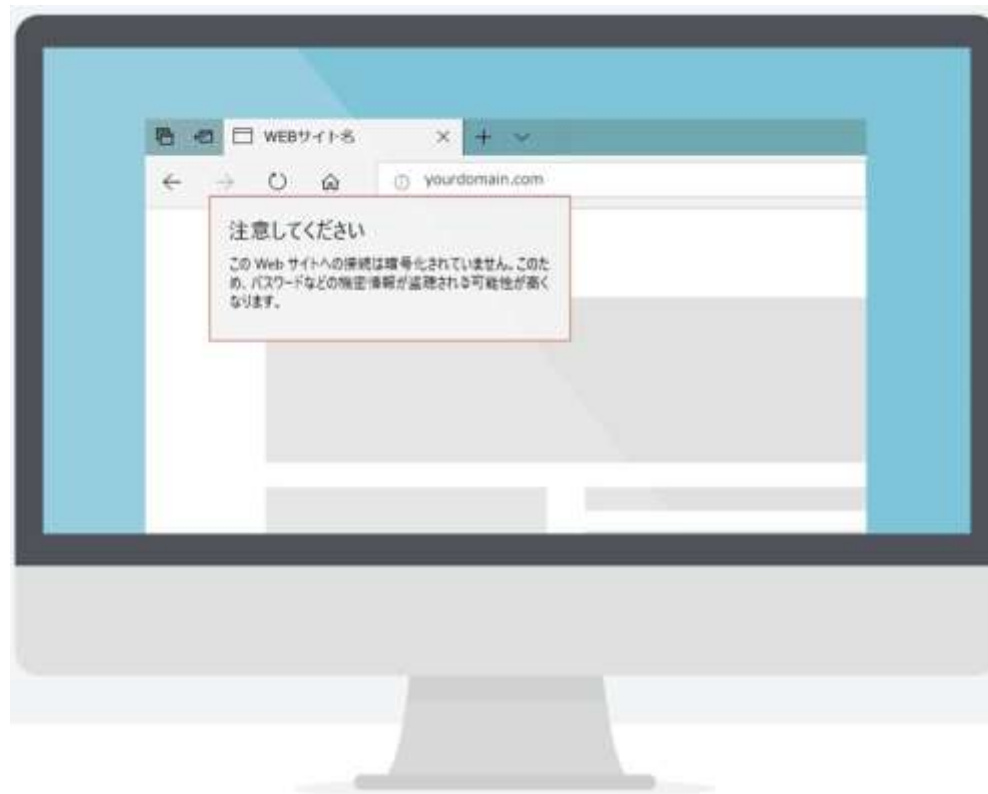 WEBサイト名
yourdomain.com
注意してください
この Web サイトへの接続は暗号化されていません。このた
め、パスワードなどの機密情報が盗聴される可能性が高く
なります。